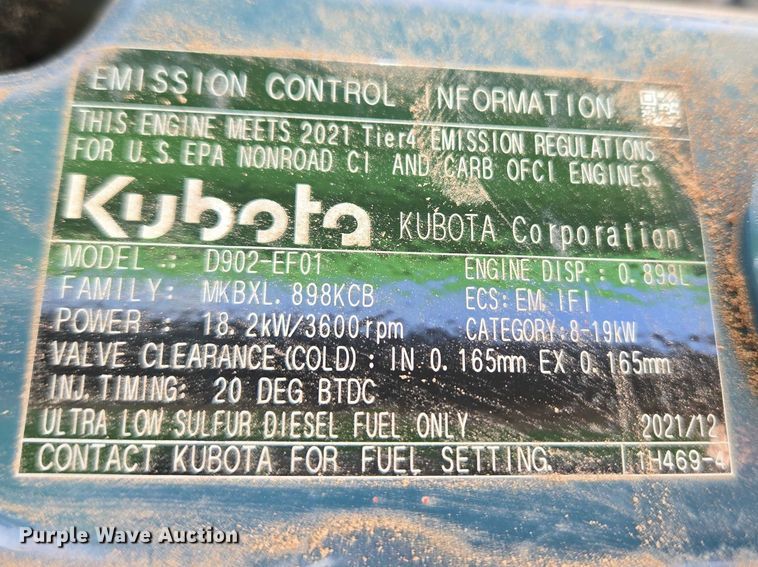 EMISSION CONTROL INFORMATION
THIS ENGINE MEETS 2021 Tier4 EMISSION REGULATIONS
FOR U.S. EPA NONROAD CI AND CARB OFCI ENGINES.
Kubota KUBOTA Corporation
MODEL : D902-EF01 ENGINE DISP.: 0.898L
FAMILY: MKBXL.898KCB ECS: EM, IFI
POWER : 18.2kW/3600rpm CATEGORY:8-19kW
VALVE CLEARANCE(COLD) : IN 0.165mm EX 0.165mm
INJ.TIMING: 20 DEG BTDC
ULTRA LOW SULFUR DIESEL FUEL ONLY 2021/12
CONTACT KUBOTA FOR FUEL SETTING. 1H469-4
Purple Wave Auction